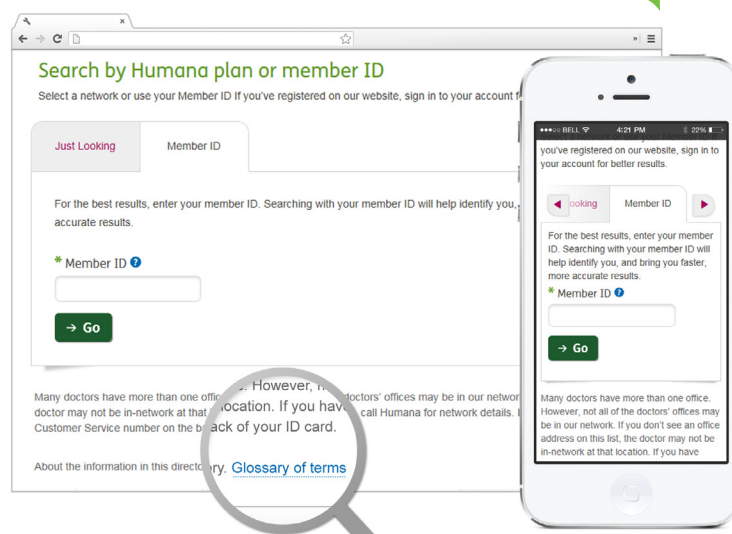 Search by Humana plan or member ID
Select a network or use your Member ID If you've registered on our website, sign in to your account f
Just Looking
Member ID
For the best results, enter your member ID. Searching with your member ID will help identify you,
accurate results.
* Member ID ?
→ Go
Many doctors have more than one offic . However, doctors' offices may be in our networ
doctor may not be in-network at that location. If you hav call Humana for network details.
Customer Service number on the back of your ID card.
About the information in this directory. Glossary of terms
BELL 4:21 PM 22%
you've registered on our website, sign in to
your account for better results.
ooking
Member ID
For the best results, enter your member
ID. Searching with your member ID will
help identify you, and bring you faster,
more accurate results.
* Member ID ?
→ Go
Many doctors have more than one office.
However, not all of the doctors' offices may
be in our network. If you don't see an office
address on this list, the doctor may not be
in-network at that location. If you have